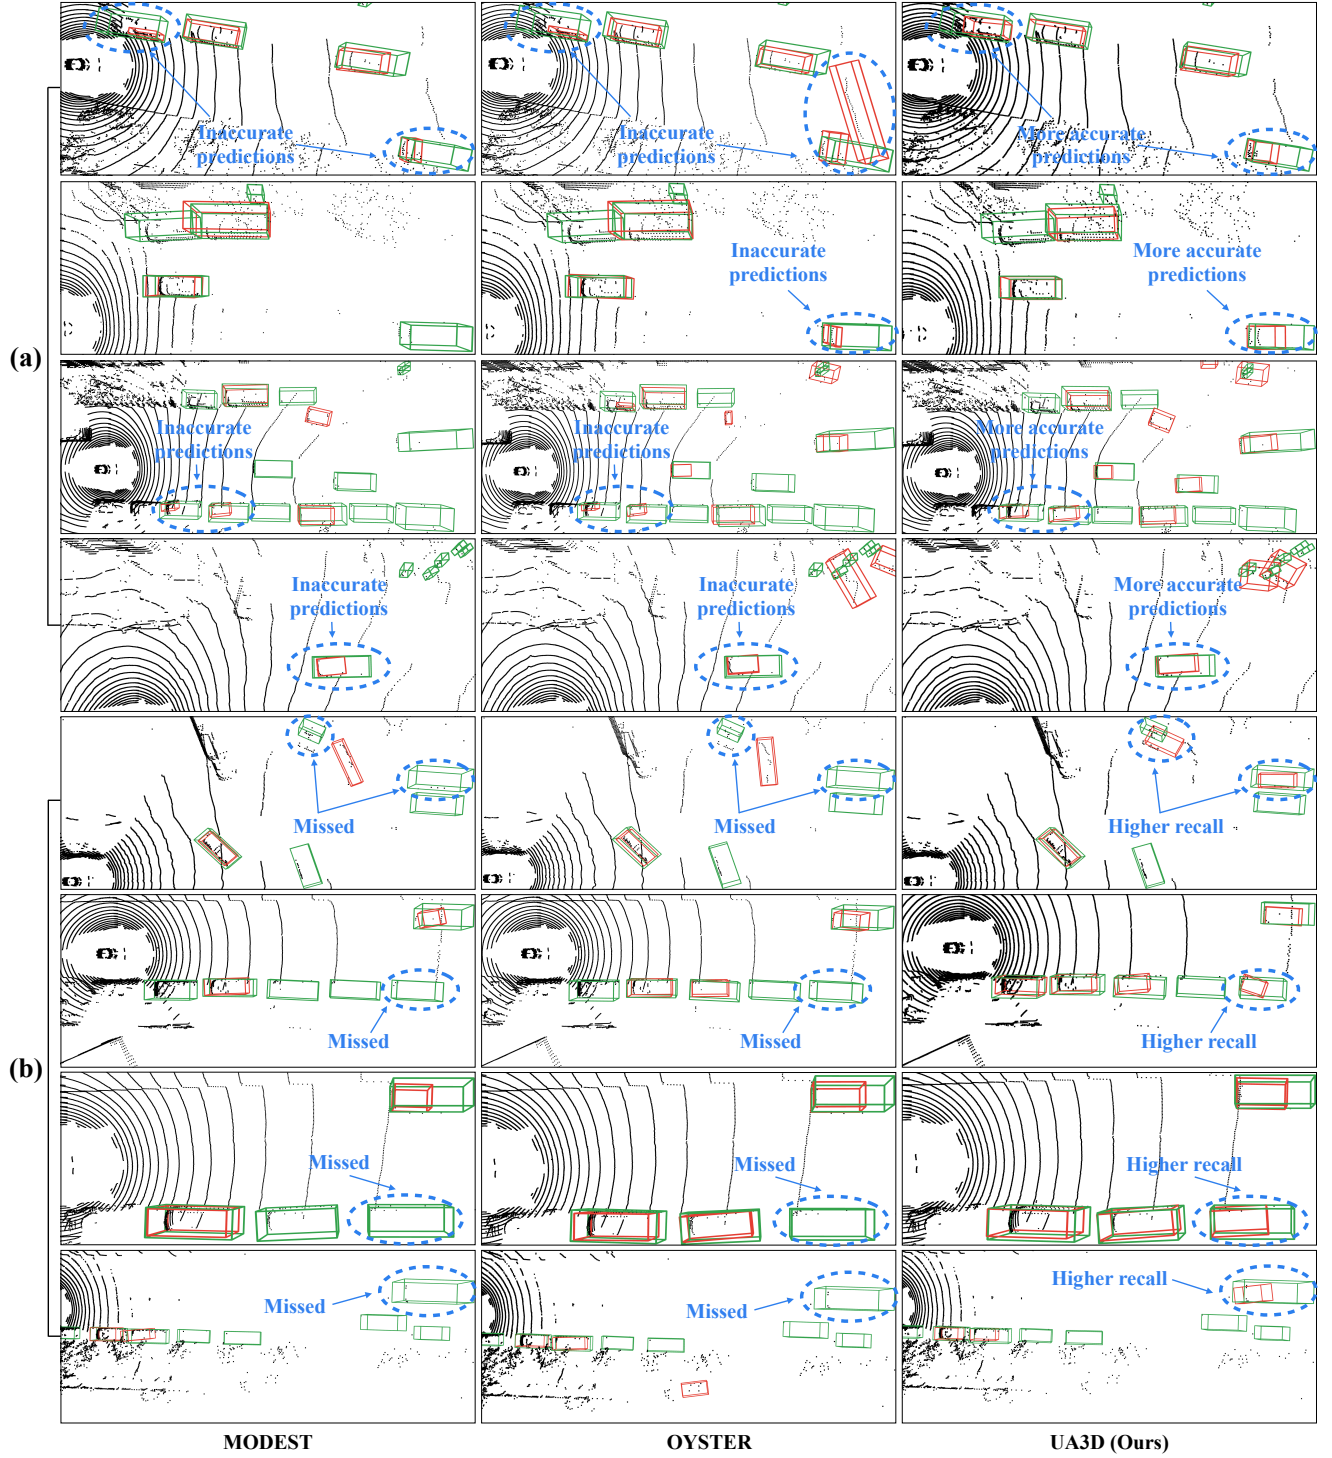 Inaccurate
predictions
Inaccurate
predictions
More accurate
predictions
Inaccurate
predictions
More accurate
predictions
(a)
Inaccurate
predictions
Inaccurate
predictions
More accurate
predictions
Inaccurate
predictions
Inaccurate
predictions
More accurate
predictions
Missed
Missed
Higher recall
Missed
Missed
Higher recall
(b)
Missed
Missed
Higher recall
Missed
Missed
Higher recall
MODEST
OYSTER
UA3D (Ours)